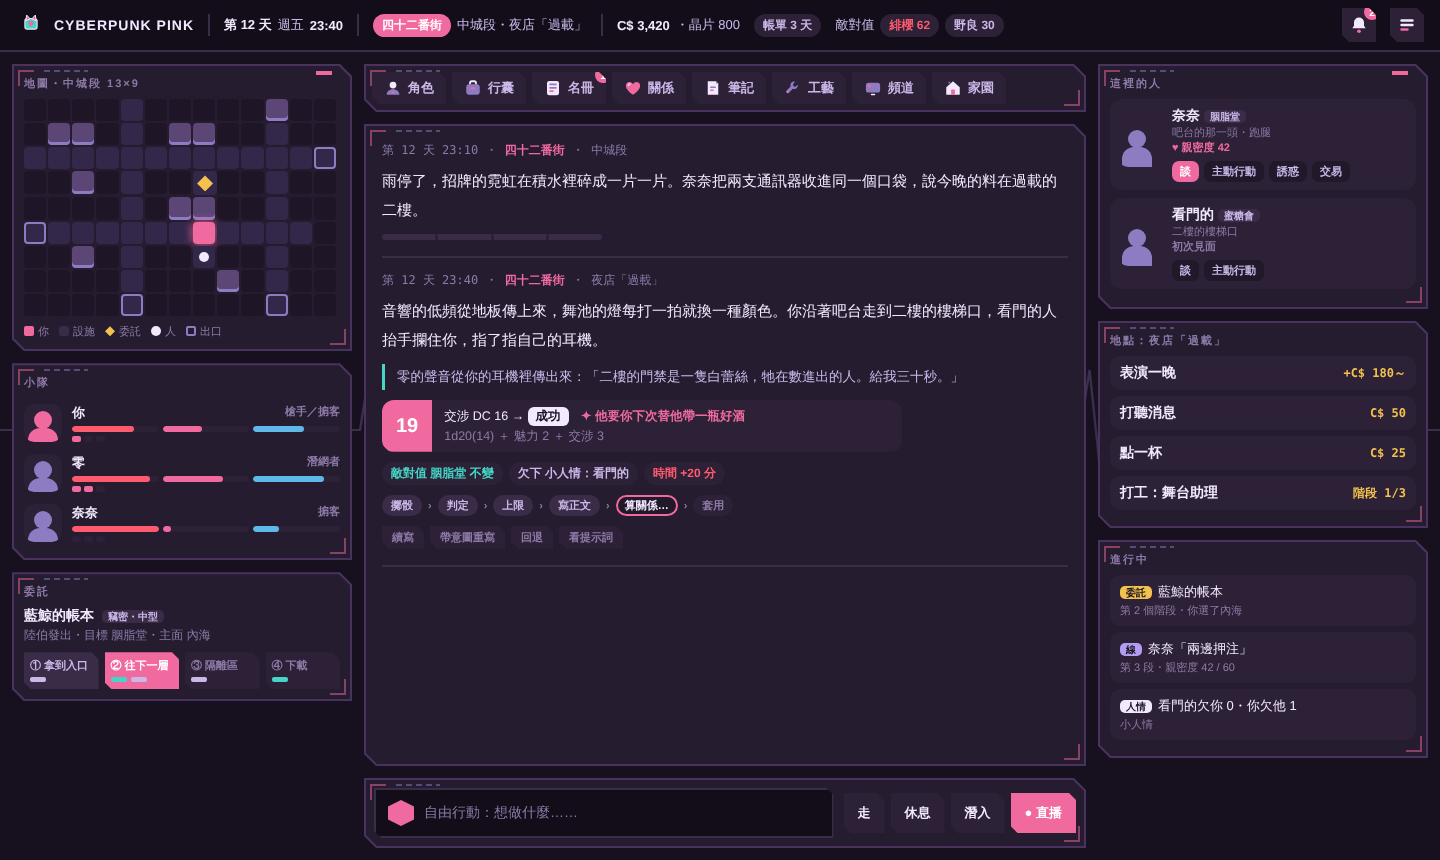 CYBERPUNK PINK
第 12 天 週五 23:40
四十二番街 中城段・夜店「過載」
C$ 3,420 ・晶片 800 帳單 3 天
敵對值 緋櫻 62 野良 30
地圖・中城段 13×9
你 設施 委託 人 出口
小隊
你 槍手／掮客
零 潛網者
奈奈 掮客
委託
藍鯨的帳本 竊密・中型
陸伯發出・目標 胭脂堂・主面 內海
① 拿到入口 ② 往下一層 ③ 隔離區 ④ 下載
角色 行囊 名冊 關係 筆記 工藝 頻道 家園
第 12 天 23:10 · 四十二番街 · 中城段
雨停了，招牌的霓虹在積水裡碎成一片一片。奈奈把兩支通訊器收進同一個口袋，說今晚的料在過載的
二樓。
第 12 天 23:40 · 四十二番街 · 夜店「過載」
音響的低頻從地板傳上來，舞池的燈每打一拍就換一種顏色。你沿著吧台走到二樓的樓梯口，看門的人
抬手攔住你，指了指自己的耳機。
零的聲音從你的耳機裡傳出來：「二樓的門禁是一隻白蕾絲，牠在數進出的人。給我三十秒。」
19
交涉 DC 16 → 成功 ✦ 他要你下次替他帶一瓶好酒
1d20(14) ＋ 魅力 2 ＋ 交涉 3
敵對值 胭脂堂 不變 欠下 小人情：看門的 時間 +20 分
擲骰 › 判定 › 上限 › 寫正文 › 算關係… › 套用
續寫 帶意圖重寫 回退 看提示詞
自由行動：想做什麼……
走 休息 潛入 ● 直播
這裡的人
奈奈 胭脂堂
吧台的那一頭・跑腿
♥ 親密度 42
談 主動行動 誘惑 交易
看門的 蜜糖會
二樓的樓梯口
初次見面
談 主動行動
地點：夜店「過載」
表演一晚 +C$ 180～
打聽消息 C$ 50
點一杯 C$ 25
打工：舞台助理 階段 1/3
進行中
委託 藍鯨的帳本
第 2 個階段・你選了內海
線 奈奈「兩邊押注」
第 3 段・親密度 42 / 60
人情 看門的欠你 0・你欠他 1
小人情